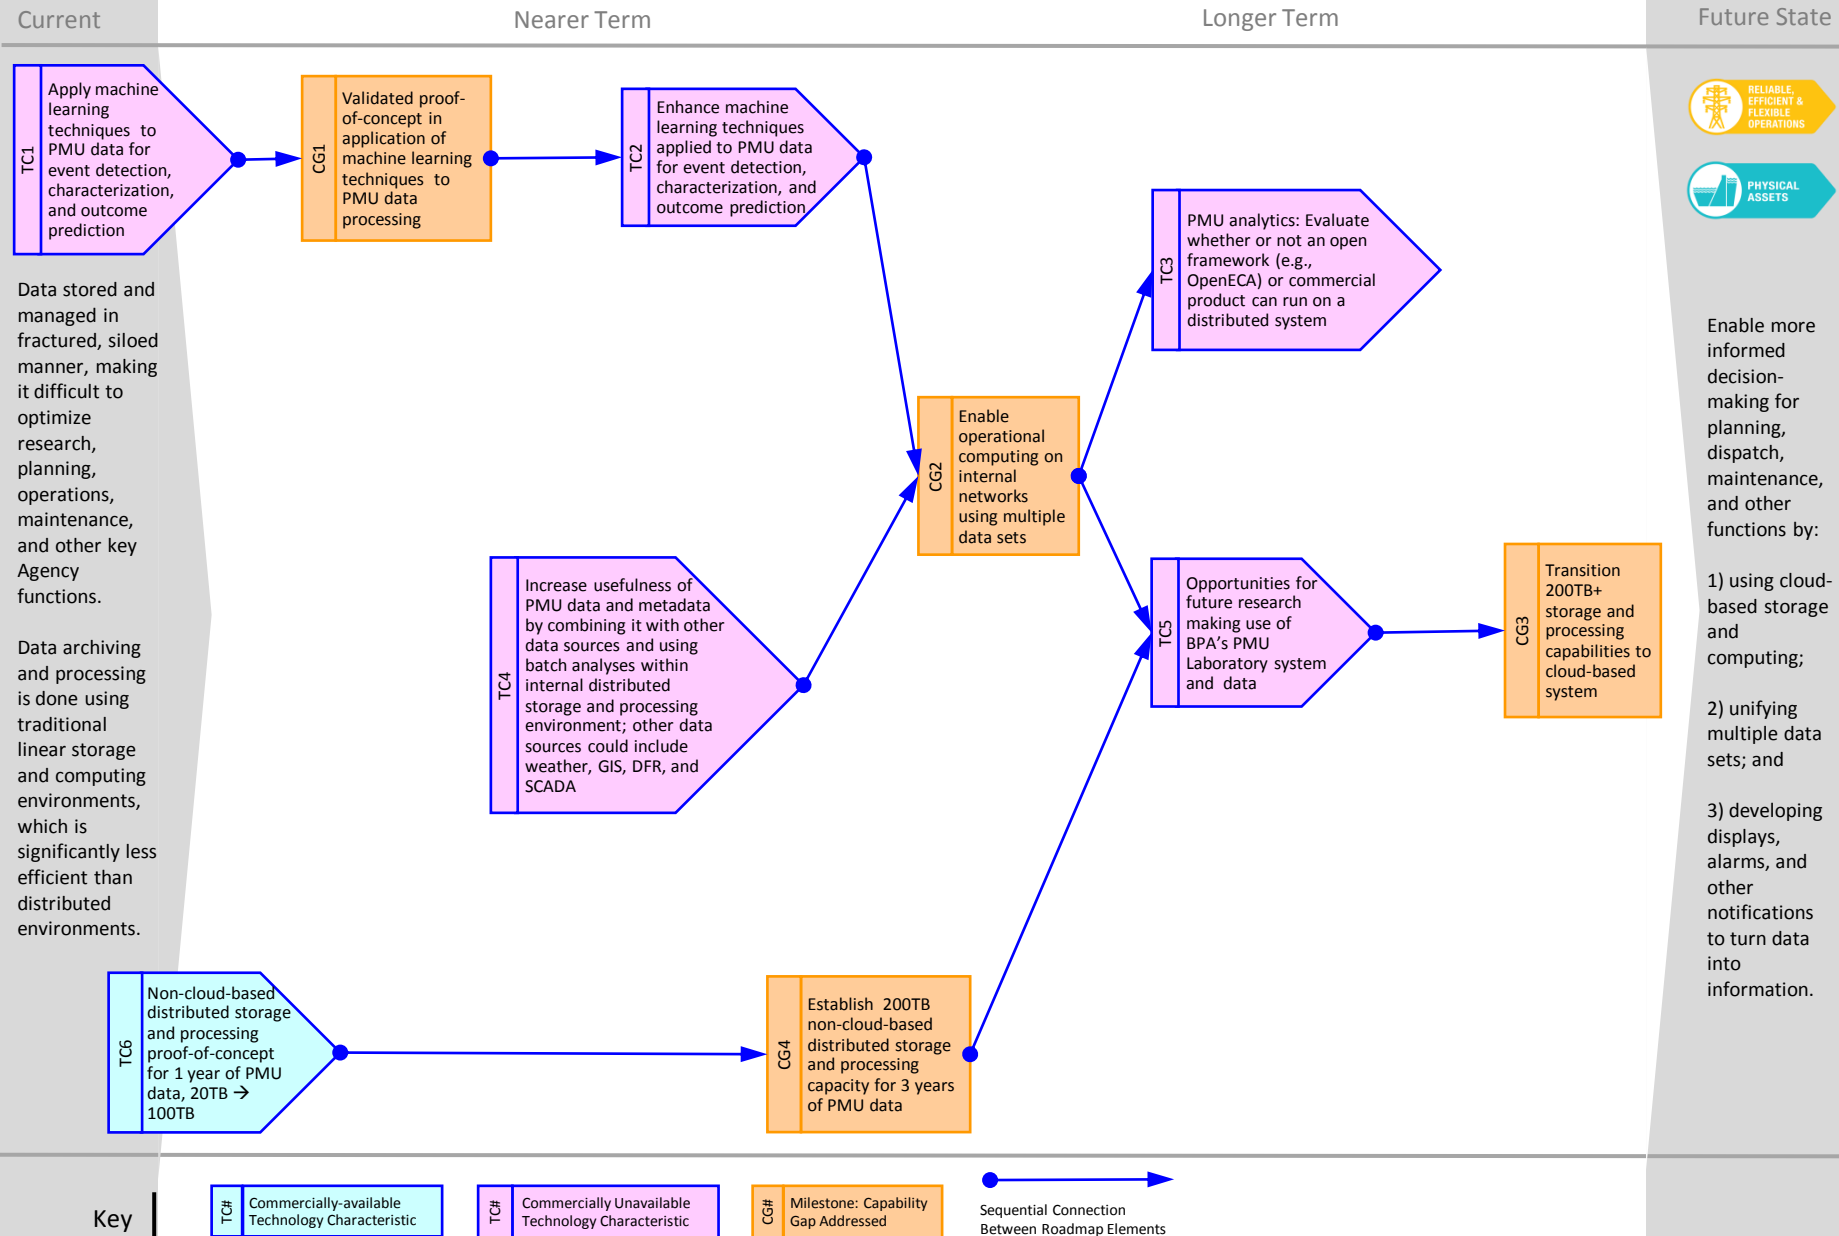 Current
Nearer Term
Longer Term
Future State
TC1
Apply machine
learning
techniques to
PMU data for
event detection,
characterization,
and outcome
prediction
CG1
Validated proof-
of-concept in
application of
machine learning
techniques to
PMU data
processing
TC2
Enhance machine
learning techniques
applied to PMU data
for event detection,
characterization, and
outcome prediction
TC3
PMU analytics: Evaluate
whether or not an open
framework (e.g.,
OpenECA) or commercial
product can run on a
distributed system
RELIABLE,
EFFICIENT &
FLEXIBLE
OPERATIONS
PHYSICAL
ASSETS
Data stored and
managed in
fractured, siloed
manner, making
it difficult to
optimize
research,
planning,
operations,
maintenance,
and other key
Agency
functions.
Data archiving
and processing
is done using
traditional
linear storage
and computing
environments,
which is
significantly less
efficient than
distributed
environments.
CG2
Enable
operational
computing on
internal
networks
using multiple
data sets
TC4
Increase usefulness of
PMU data and metadata
by combining it with other
data sources and using
batch analyses within
internal distributed
storage and processing
environment; other data
sources could include
weather, GIS, DFR, and
SCADA
TC5
Opportunities for
future research
making use of
BPA's PMU
Laboratory system
and data
CG3
Transition
200TB+
storage and
processing
capabilities to
cloud-based
system
Enable more
informed
decision-
making for
planning,
dispatch,
maintenance,
and other
functions by:
1) using cloud-
based storage
and
computing;
2) unifying
multiple data
sets; and
3) developing
displays,
alarms, and
other
notifications
to turn data
into
information.
TC6
Non-cloud-based
distributed storage
and processing
proof-of-concept
for 1 year of PMU
data, 20TB →
100TB
CG4
Establish 200TB
non-cloud-based
distributed storage
and processing
capacity for 3 years
of PMU data
Key
TC#
Commercially-available
Technology Characteristic
TC#
Commercially Unavailable
Technology Characteristic
CG#
Milestone: Capability
Gap Addressed
Sequential Connection
Between Roadmap Elements